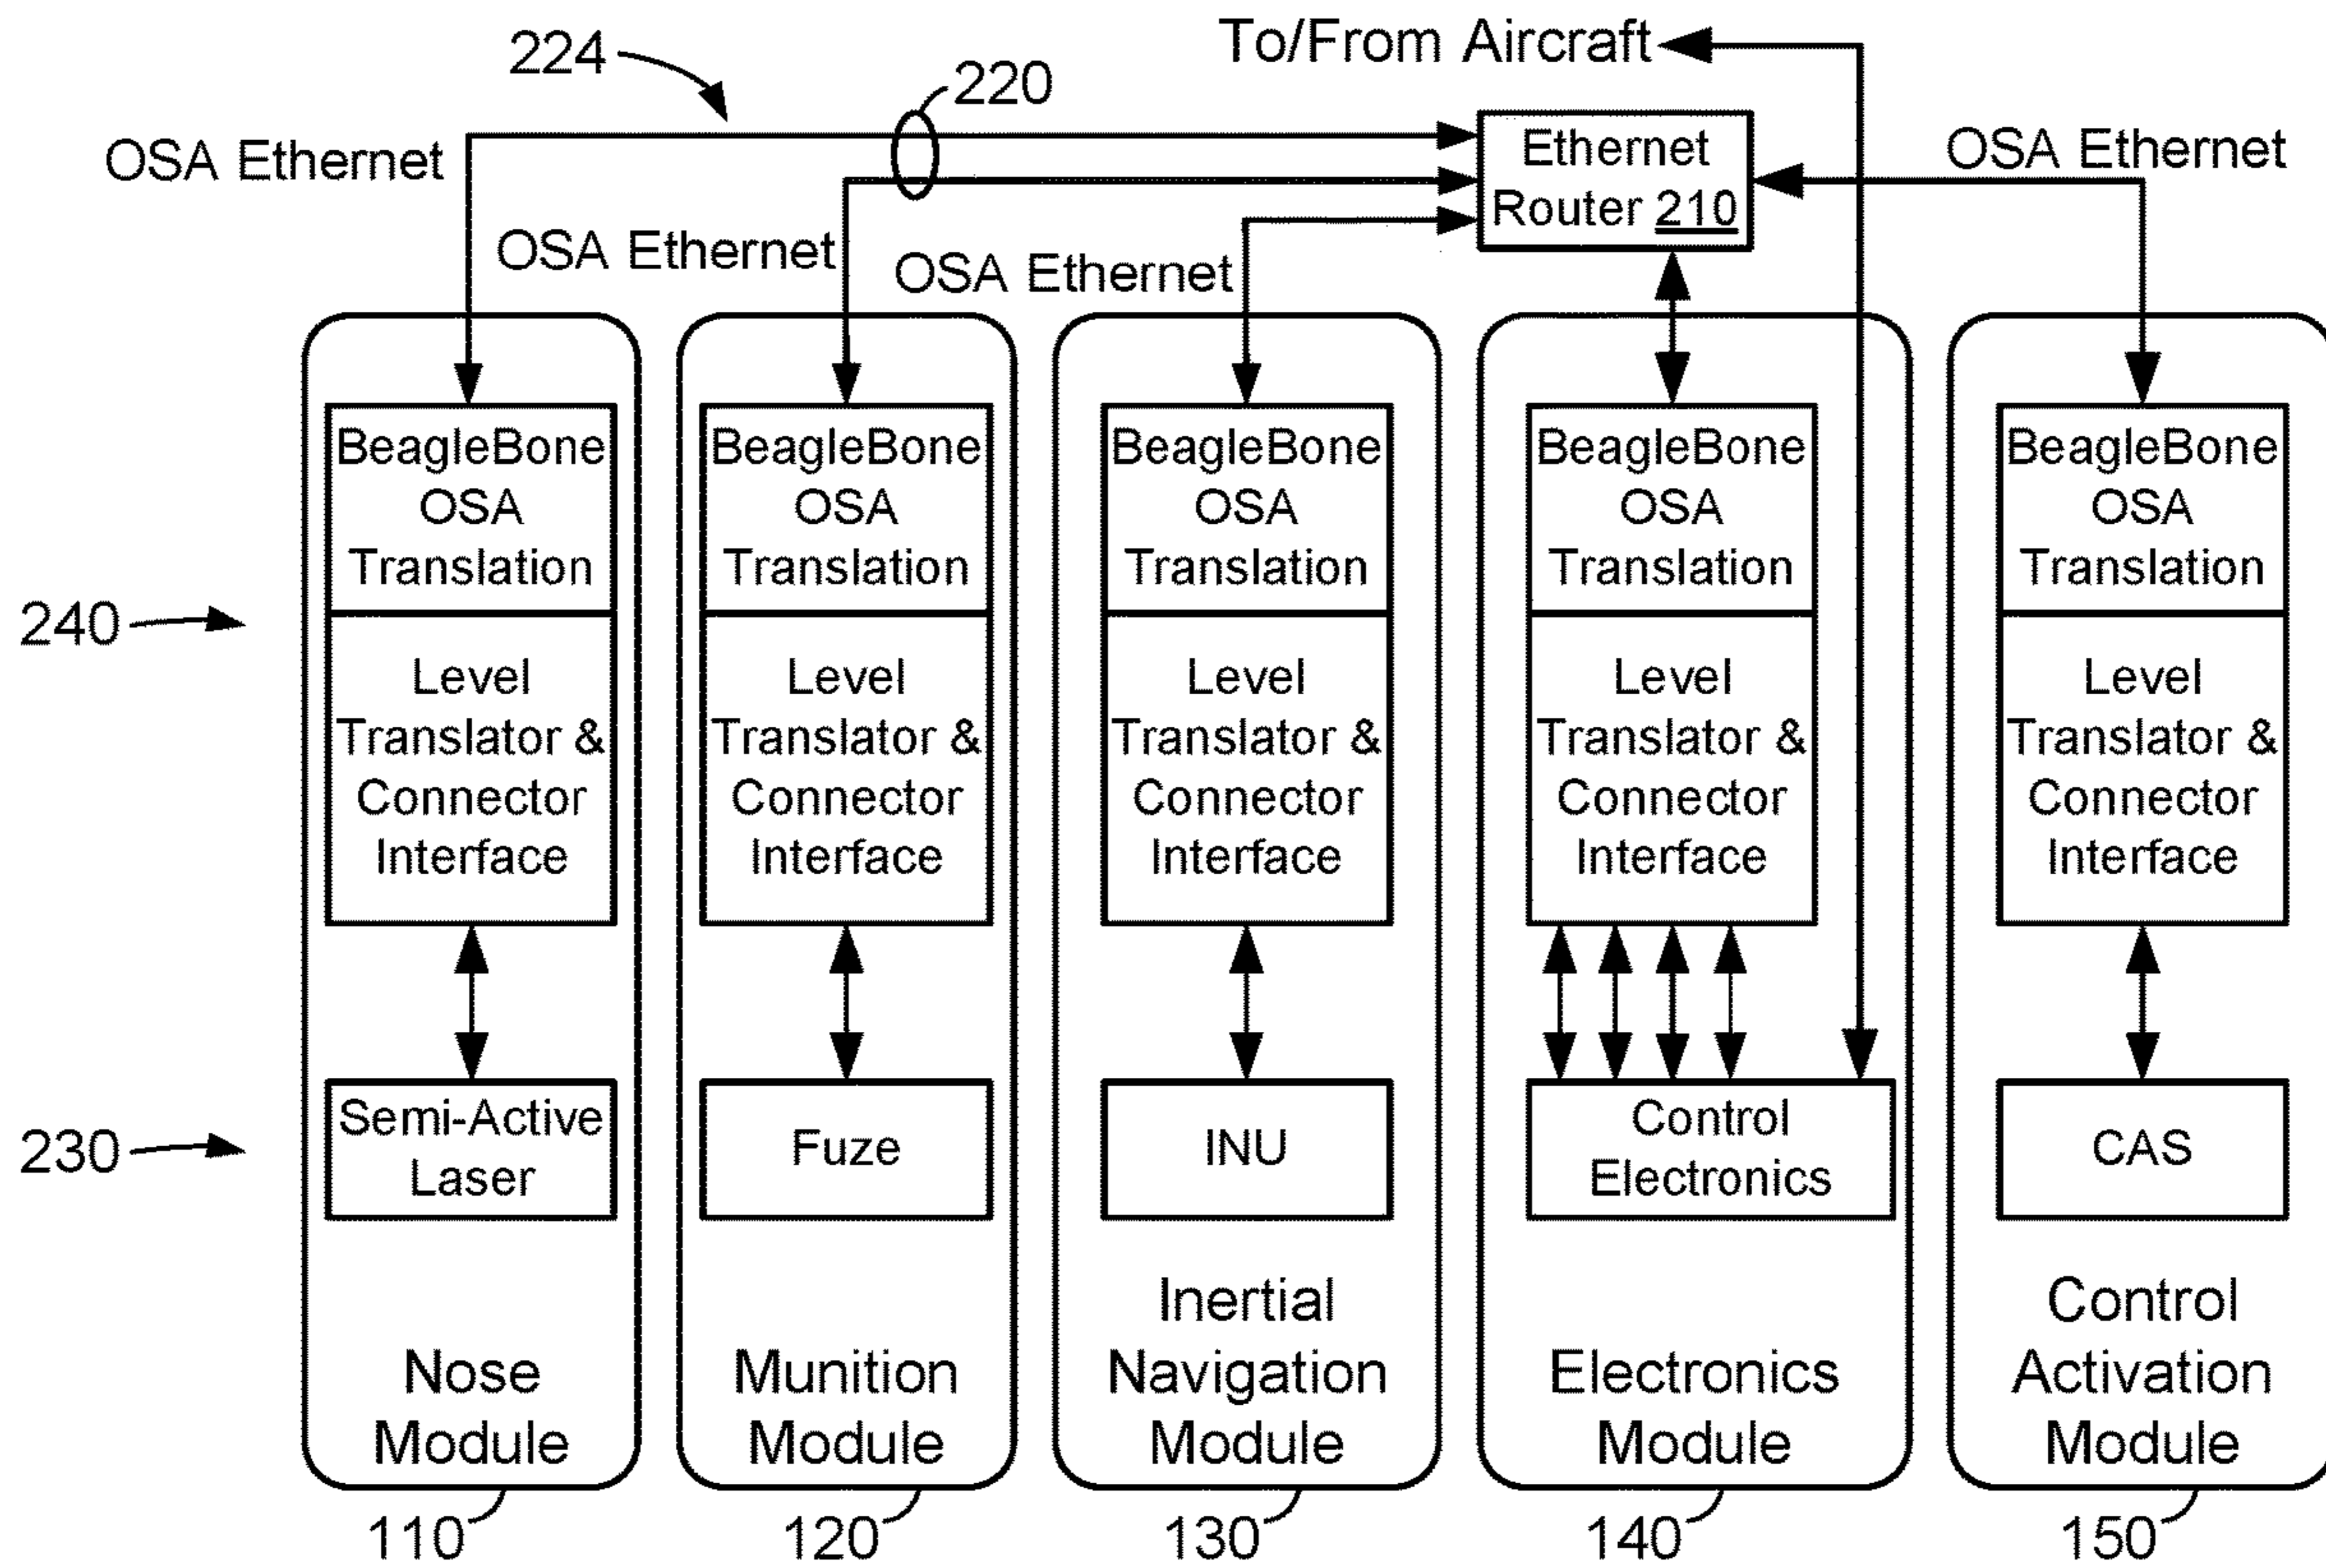 To/From Aircraft
224
220
OSA Ethernet
Ethernet
Router 210
OSA Ethernet
OSA Ethernet
OSA Ethernet
BeagleBone
OSA
Translation
Level
Translator &
Connector
Interface
BeagleBone
OSA
Translation
Level
Translator &
Connector
Interface
BeagleBone
OSA
Translation
Level
Translator &
Connector
Interface
BeagleBone
OSA
Translation
Level
Translator &
Connector
Interface
BeagleBone
OSA
Translation
Level
Translator &
Connector
Interface
240
230
Semi-Active
Laser
Fuze
INU
Control
Electronics
CAS
Nose
Module
Munition
Module
Inertial
Navigation
Module
Electronics
Module
Control
Activation
Module
110
120
130
140
150